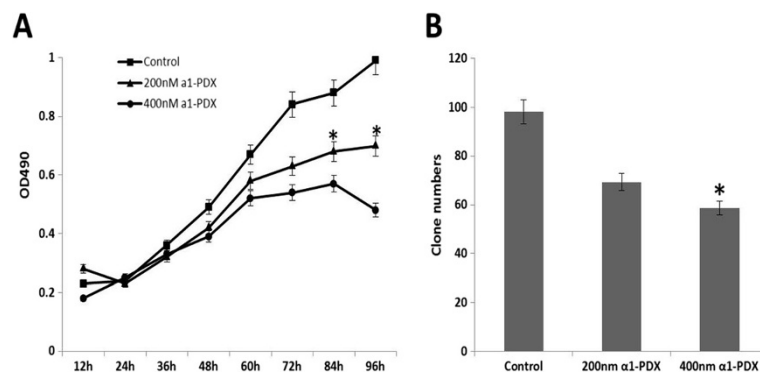 A
B
Control
200nM a1-PDX
400nM a1-PDX
OD490
1
0.8
0.6
0.4
0.2
0
* *
12h 24h 36h 48h 60h 72h 84h 96h
Clone numbers
120
100
80
60
40
20
0
*
Control 200nM α1-PDX 400nM α1-PDX